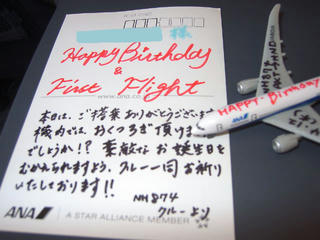 様
Happy Birthday
&
First Flight
本日は、ご搭乗ありがとうございます
機内では、おくつろぎ頂けま
でしょうか!? 素敵なお誕生日を
むかえられますよう、クルー一同お祈り
いたしております!!
NH874
クルーより
ANA
A STAR ALLIANCE MEMBER
NH874
HAPPY・Birthday